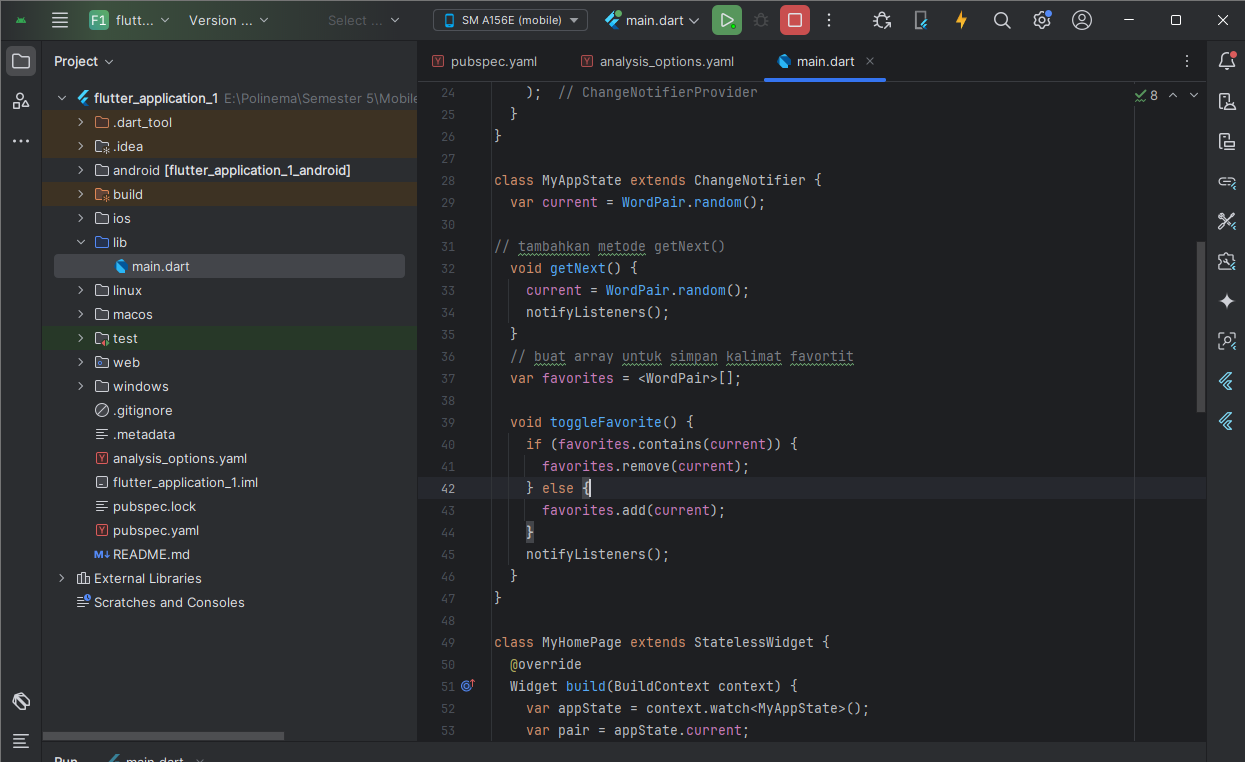 F1 flutt... Version ... Select ... SM A156E (mobile) main.dart
Project
pubspec.yaml analysis_options.yaml main.dart
flutter_application_1 E:\Polinema\Semester 5\Mobile
.dart_tool
.idea
android [flutter_application_1_android]
build
ios
lib
main.dart
linux
macos
test
web
windows
.gitignore
.metadata
analysis_options.yaml
flutter_application_1.iml
pubspec.lock
pubspec.yaml
M↓ README.md
External Libraries
Scratches and Consoles
8
24 ); // ChangeNotifierProvider
25 }
26 }
27
28 class MyAppState extends ChangeNotifier {
29 var current = WordPair.random();
30
31 // tambahkan metode getNext()
32 void getNext() {
33 current = WordPair.random();
34 notifyListeners();
35 }
36 // buat array untuk simpan kalimat favortit
37 var favorites = <WordPair>[];
38
39 void toggleFavorite() {
40 if (favorites.contains(current)) {
41 favorites.remove(current);
42 } else {
43 favorites.add(current);
44 }
45 notifyListeners();
46 }
47 }
48
49 class MyHomePage extends StatelessWidget {
50 @override
51 Widget build(BuildContext context) {
52 var appState = context.watch<MyAppState>();
53 var pair = appState.current;
Run main.dart